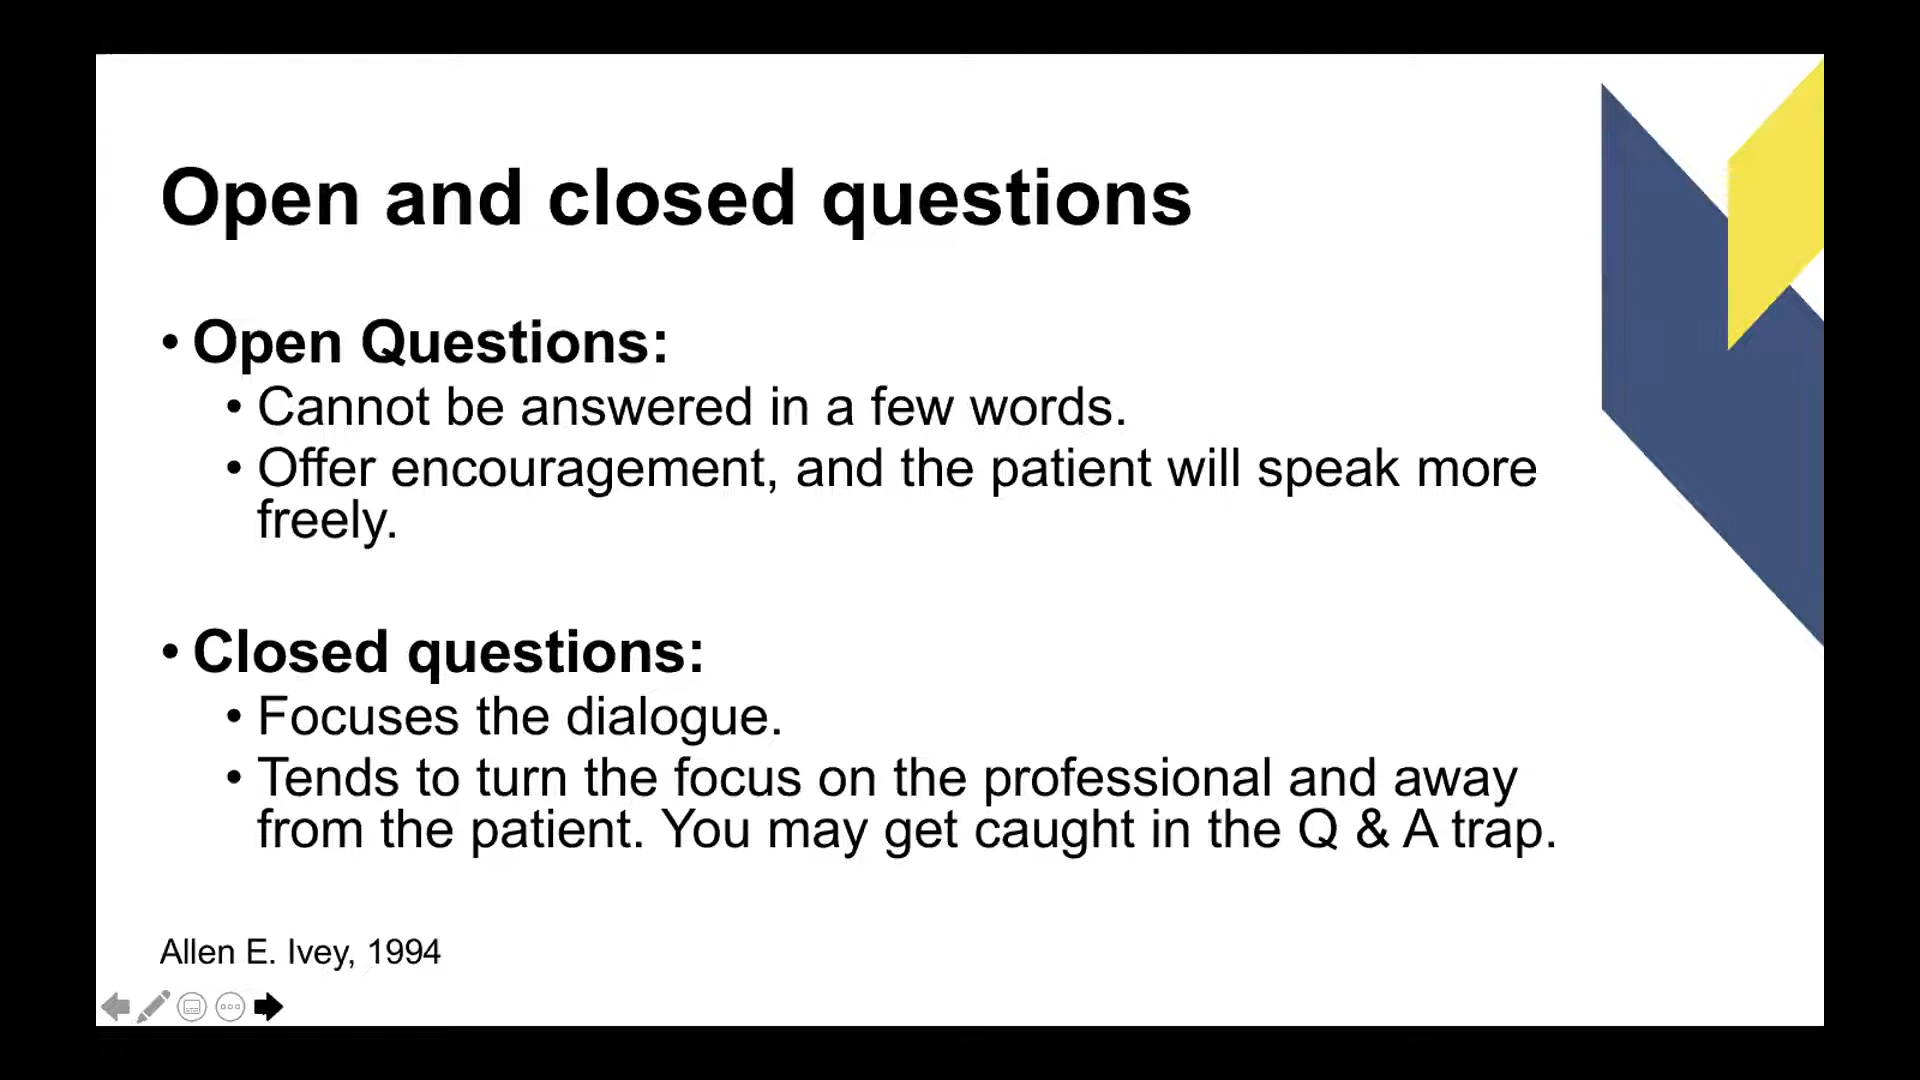 Open and closed questions
• Open Questions:
• Cannot be answered in a few words.
• Offer encouragement, and the patient will speak more
freely.
• Closed questions:
• Focuses the dialogue.
• Tends to turn the focus on the professional and away
from the patient. You may get caught in the Q & A trap.
Allen E. Ivey, 1994